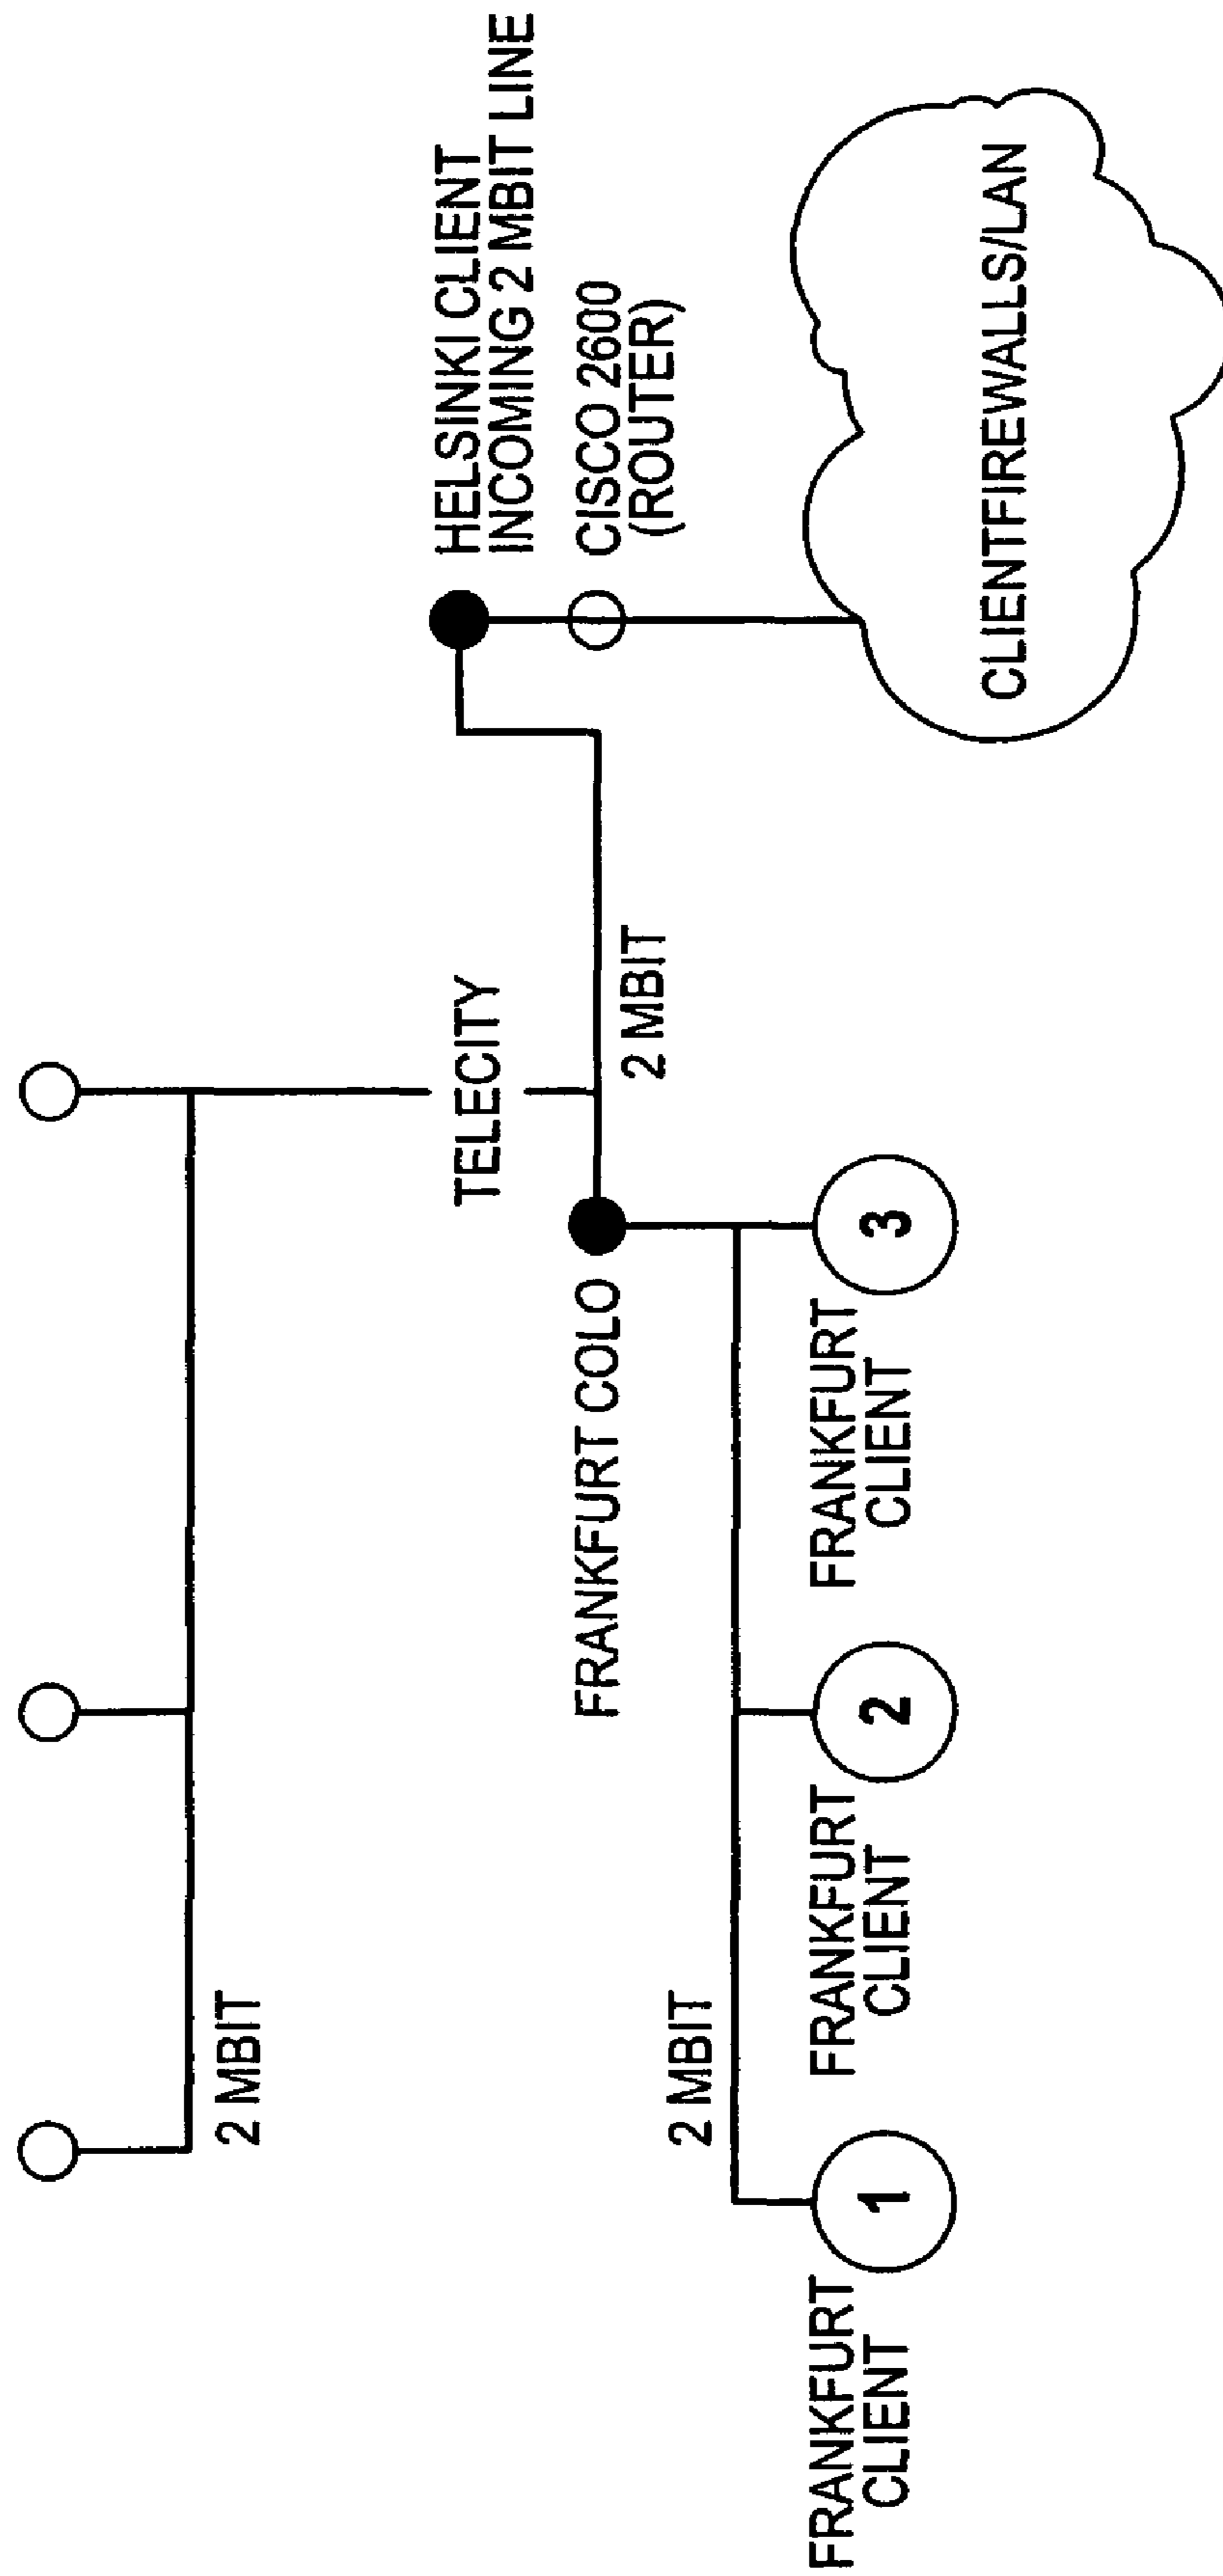 2 MBIT
TELECITY
HELSINKI CLIENT
INCOMING 2 MBIT LINE
FRANKFURT COLO
2 MBIT
CISCO 2600
(ROUTER)
2 MBIT
FRANKFURT
CLIENT
1
FRANKFURT
CLIENT
2
FRANKFURT
CLIENT
3
CLIENTFIREWALLS/LAN